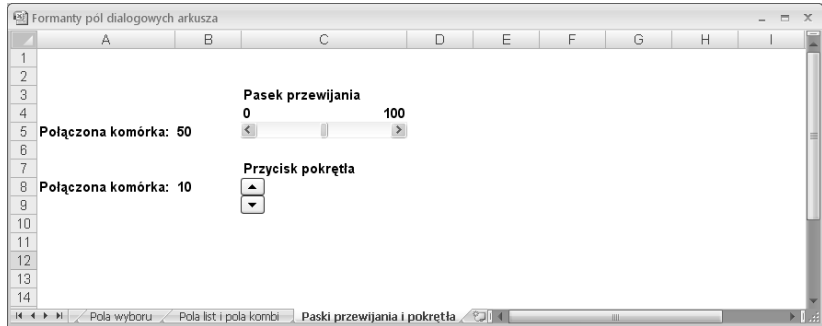 Formanty pól dialogowych arkusza
A B C D E F G H I
1
2
3 Pasek przewijania
4 0 100
5 Połączona komórka: 50
6
7 Przycisk pokrętła
8 Połączona komórka: 10
9
10
11
12
13
14
Pola wyboru Pola list i pola kombi Paski przewijania i pokrętła